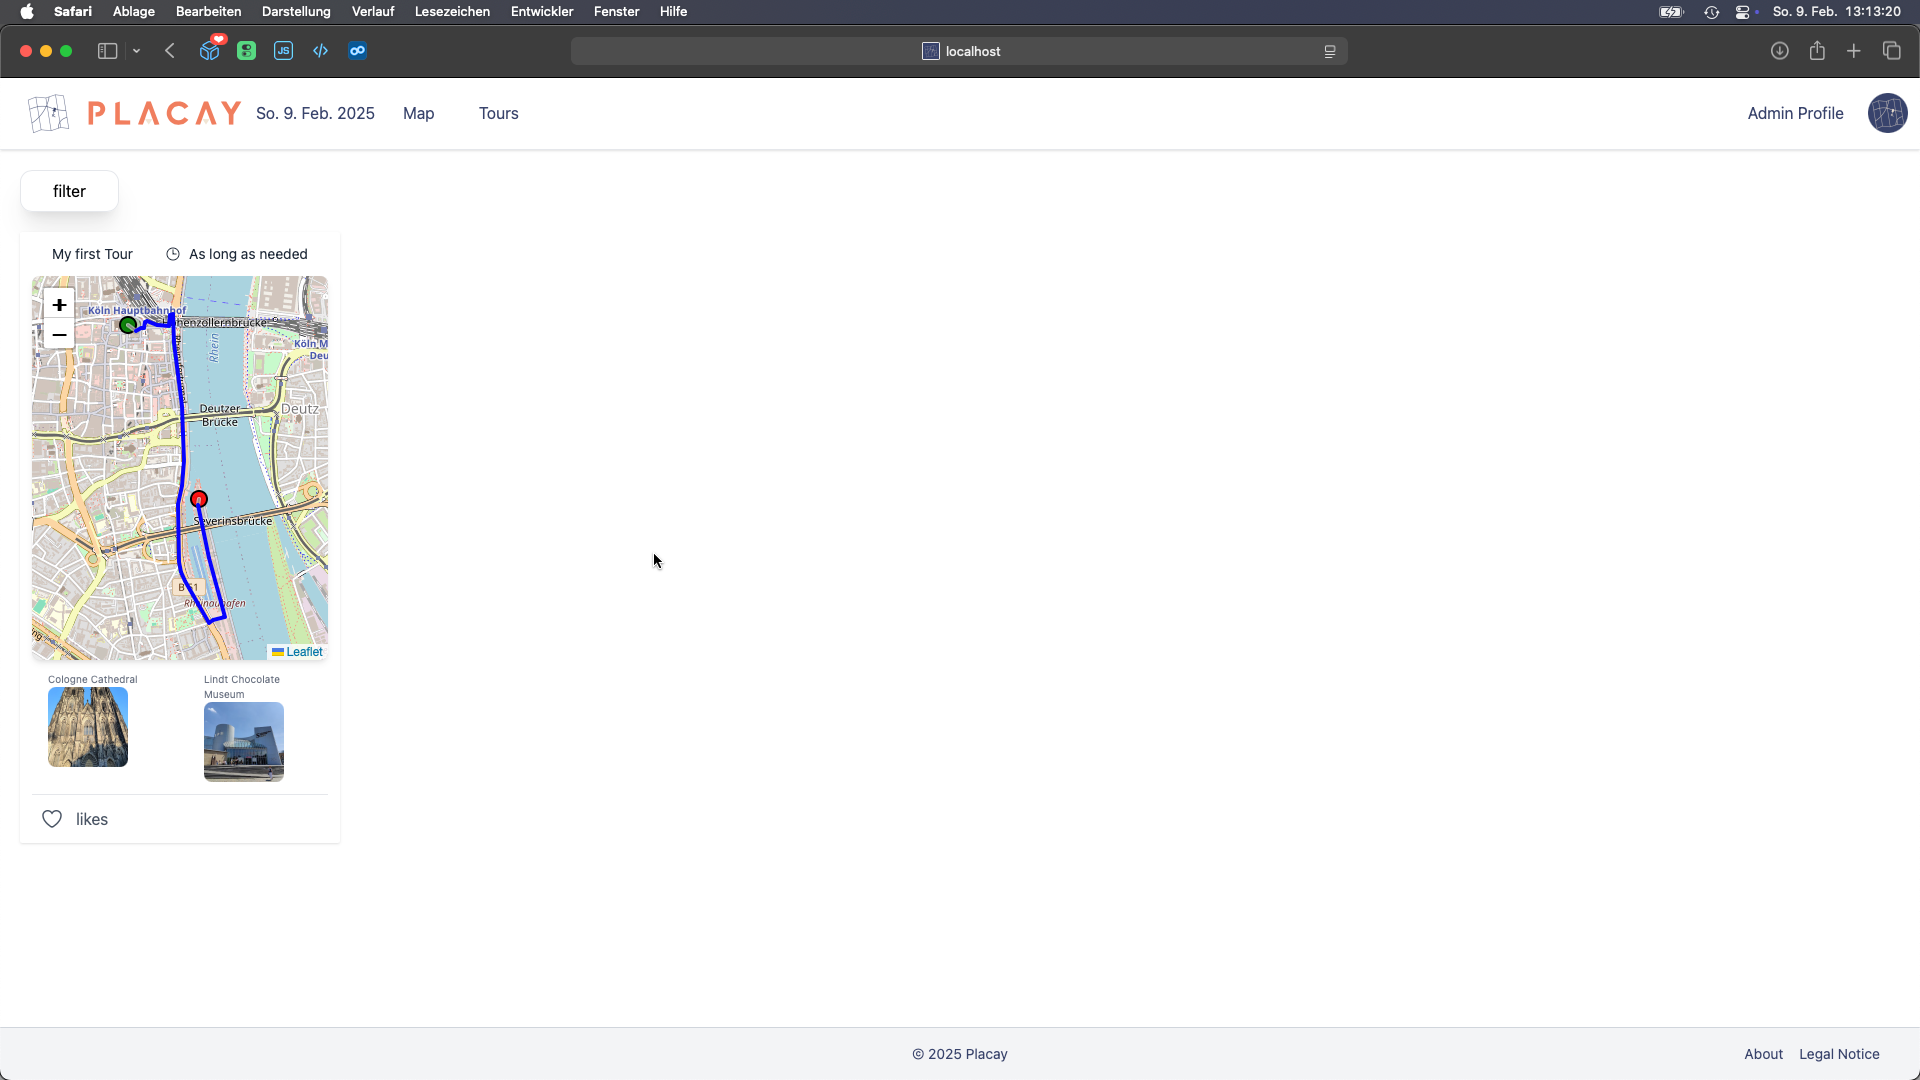 Safari Ablage Bearbeiten Darstellung Verlauf Lesezeichen Entwickler Fenster Hilfe So. 9. Feb. 13:13:20
JS localhost
PLACAY So. 9. Feb. 2025 Map Tours Admin Profile
filter
My first Tour As long as needed
+
Köln Hauptbahnhof
Hohenzollernbrücke
−
Rhein
Köln M
Deu
Deutzer
Brücke
Deutz
Severinsbrücke
B 51
Rheinauhafen
ng
Leaflet
Cologne Cathedral
Lindt Chocolate
Museum
likes
© 2025 Placay About Legal Notice